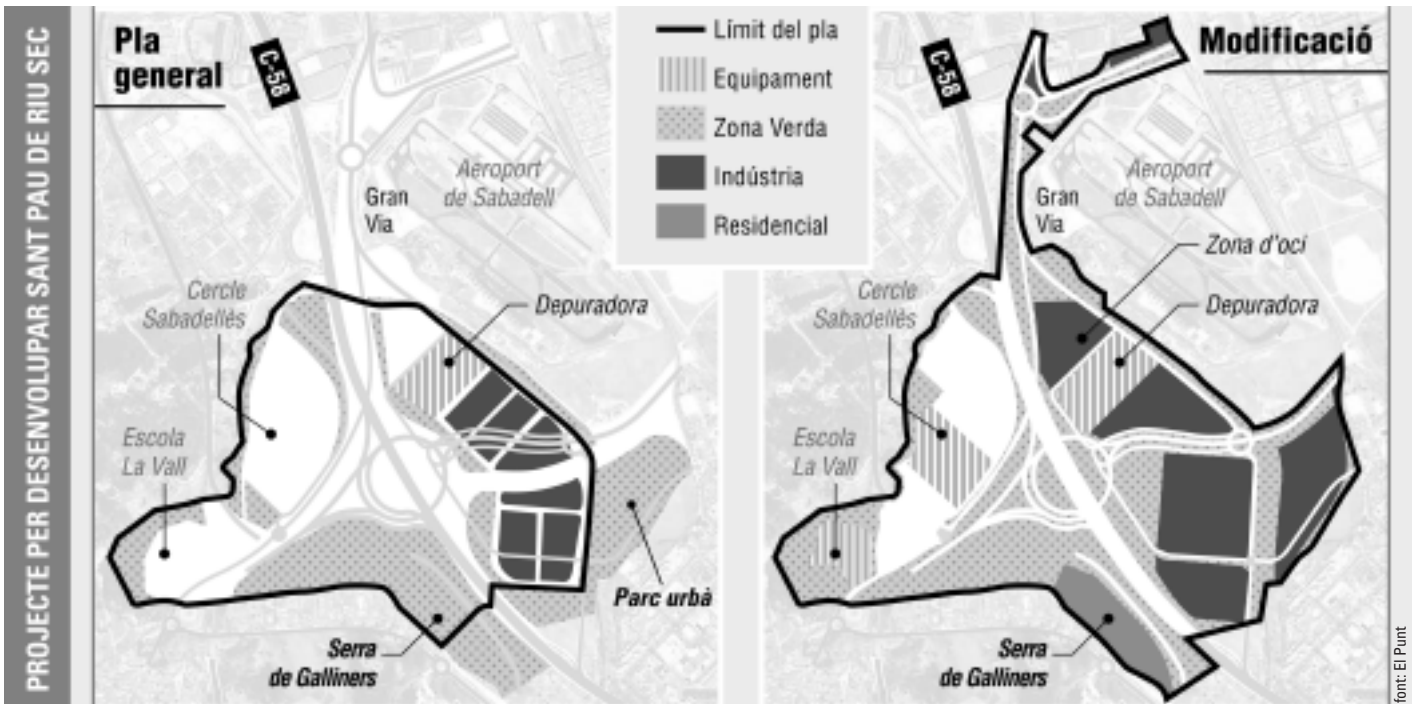 PROJECTE PER DESENVOLUPAR SANT PAU DE RIU SEC
Pla
general
C-58
Gran
Via
Aeroport
de Sabadell
Cercle
Sabadellès
Depuradora
Escola
La Vall
Parc urbà
Serra
de Galliners
Límit del pla
Equipament
Zona Verda
Indústria
Residencial
Modificació
C-58
Aeroport
de Sabadell
Gran
Via
Zona d'oci
Cercle
Sabadellès
Depuradora
Escola
La Vall
Serra
de Galliners
font: El Punt